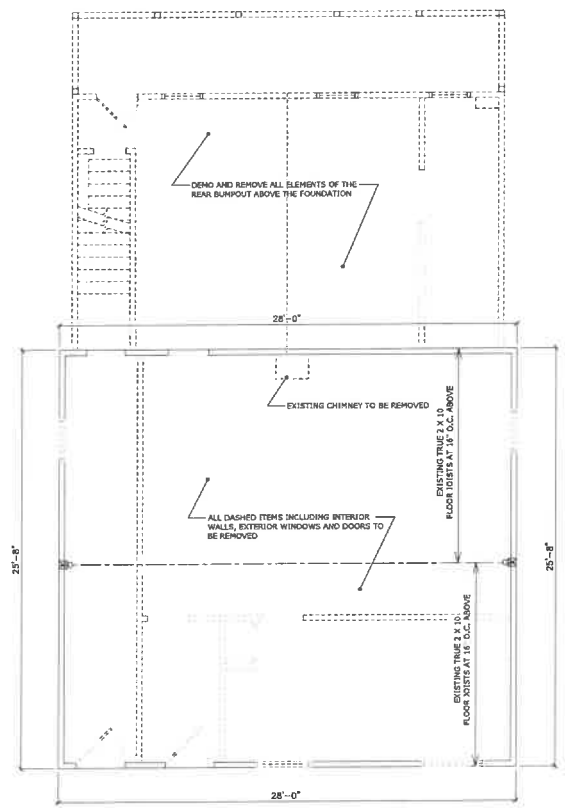 DEMO AND REMOVE ALL ELEMENTS OF THE
REAR BUMPOUT ABOVE THE FOUNDATION
28'-0"
EXISTING CHIMNEY TO BE REMOVED
EXISTING TRUE 2 X 10
FLOOR JOISTS AT 16" O.C. ABOVE
ALL DASHED ITEMS INCLUDING INTERIOR
WALLS, EXTERIOR WINDOWS AND DOORS TO
BE REMOVED
25'-8"
25'-8"
EXISTING TRUE 2 X 10
FLOOR JOISTS AT 16" O.C. ABOVE
28'-0"